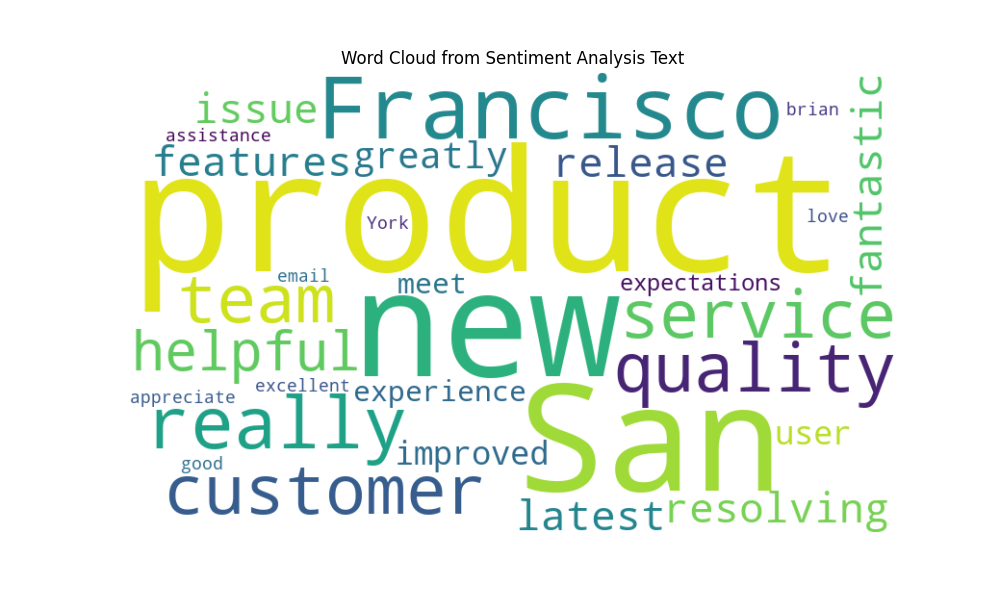 Word Cloud from Sentiment Analysis Text
issue
Francisco
brian
fantastic
assistance
features
greatly
release
product
York
love
email
team
meet
new
expectations
service
helpful
quality
appreciate
excellent
experience
really
San
user
improved
good
customer
latest
resolving